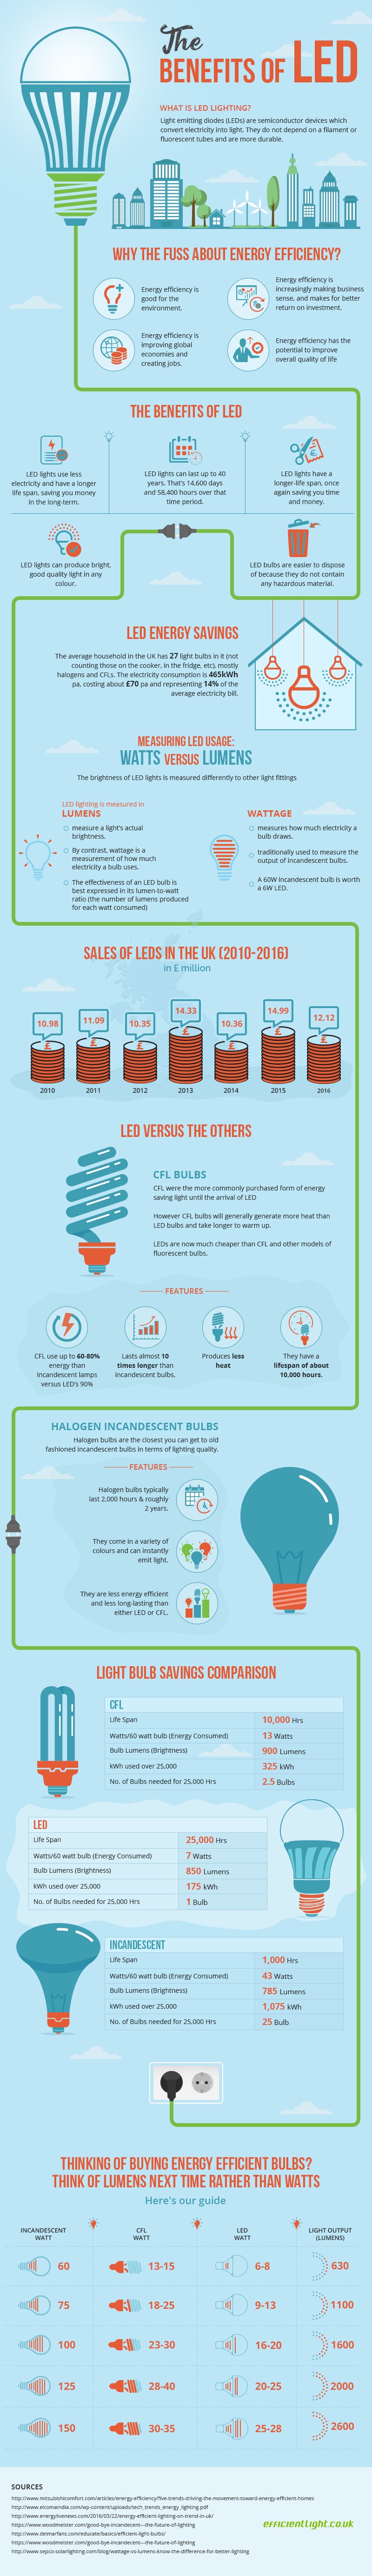 The
BENEFITS OF LED
WHAT IS LED LIGHTING?
Light emitting diodes (LEDs) are semiconductor devices which
convert electricity into light. They do not depend on a filament or
fluorescent tubes and are more durable.
WHY THE FUSS ABOUT ENERGY EFFICIENCY?
Energy efficiency is
good for the
environment.
Energy efficiency is
increasingly making business
sense, and makes for better
return on investment.
Energy efficiency is
improving global
economies and
creating jobs.
Energy efficiency has the
potential to improve
overall quality of life
THE BENEFITS OF LED
LED lights use less
electricity and have a longer
life span, saving you money
in the long-term.
LED lights can last up to 40
years. That's 14,600 days
and 58,400 hours over that
time period.
LED lights have a
longer-life span, once
again saving you time
and money.
LED lights can produce bright,
good quality light in any
colour.
LED bulbs are easier to dispose
of because they do not contain
any hazardous material.
LED ENERGY SAVINGS
The average household in the UK has 27 light bulbs in it (not
counting those on the cooker, in the fridge, etc), mostly
halogens and CFLs. The electricity consumption is 465kWh
pa, costing about £70 pa and representing 14% of the
average electricity bill.
MEASURING LED USAGE:
WATTS VERSUS LUMENS
The brightness of LED lights is measured differently to other light fittings
LED lighting is measured in
LUMENS
measure a light's actual
brightness.
By contrast, wattage is a
measurement of how much
electricity a bulb uses.
The effectiveness of an LED bulb is
best expressed in its lumen-to-watt
ratio (the number of lumens produced
for each watt consumed)
WATTAGE
measures how much electricity a
bulb draws.
traditionally used to measure the
output of incandescent bulbs.
A 60W incandescent bulb is worth
a 6W LED.
SALES OF LEDS IN THE UK (2010-2016)
in £ million
10.98
11.09
10.35
14.33
10.36
14.99
12.12
£ £ £ £ £ £ £
2010 2011 2012 2013 2014 2015 2016
LED VERSUS THE OTHERS
CFL BULBS
CFL were the more commonly purchased form of energy
saving light until the arrival of LED
However CFL bulbs will generally generate more heat than
LED bulbs and take longer to warm up.
LEDs are now much cheaper than CFL and other models of
fluorescent bulbs.
FEATURES
CFL use up to 60-80%
energy than
incandescent lamps
versus LED's 90%
Lasts almost 10
times longer than
incandescent bulbs.
Produces less
heat
They have a
lifespan of about
10,000 hours.
HALOGEN INCANDESCENT BULBS
Halogen bulbs are the closest you can get to old
fashioned incandescent bulbs in terms of lighting quality.
FEATURES
Halogen bulbs typically
last 2,000 hours & roughly
2 years.
They come in a variety of
colours and can instantly
emit light.
They are less energy efficient
and less long-lasting than
either LED or CFL.
LIGHT BULB SAVINGS COMPARISON
CFL
Life Span 10,000 Hrs
Watts/60 watt bulb (Energy Consumed) 13 Watts
Bulb Lumens (Brightness) 900 Lumens
kWh used over 25,000 325 kWh
No. of Bulbs needed for 25,000 Hrs 2.5 Bulbs
LED
Life Span 25,000 Hrs
Watts/60 watt bulb (Energy Consumed) 7 Watts
Bulb Lumens (Brightness) 850 Lumens
kWh used over 25,000 175 kWh
No. of Bulbs needed for 25,000 Hrs 1 Bulb
INCANDESCENT
Life Span 1,000 Hrs
Watts/60 watt bulb (Energy Consumed) 43 Watts
Bulb Lumens (Brightness) 785 Lumens
kWh used over 25,000 1,075 kWh
No. of Bulbs needed for 25,000 Hrs 25 Bulb
THINKING OF BUYING ENERGY EFFICIENT BULBS?
THINK OF LUMENS NEXT TIME RATHER THAN WATTS
Here's our guide
INCANDESCENT WATT CFL WATT LED WATT LIGHT OUTPUT (LUMENS)
60 13-15 6-8 630
75 18-25 9-13 1100
100 23-30 16-20 1600
125 28-40 20-25 2000
150 30-35 25-28 2600
SOURCES
http://www.mitsubishicomfort.com/articles/energy-efficiency/five-trends-driving-the-movement-toward-energy-efficient-homes
http://www.elcomaindia.com/wp-content/uploads/tech_trends_energy_lighting.pdf
http://www.energylivenews.com/2016/03/22/energy-efficient-lighting-on-trend-in-uk/
https://www.woodmeister.com/good-bye-incandecent---the-future-of-lighting
http://www.delmarfans.com/educate/basics/efficient-light-bulbs/
https://www.woodmeister.com/good-bye-incandecent---the-future-of-lighting
http://www.sepco-solarlighting.com/blog/wattage-vs-lumens-know-the-difference-for-better-lighting
efficientlight.co.uk